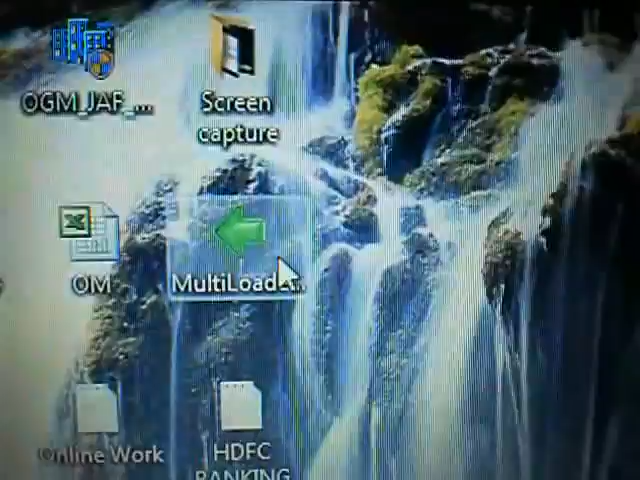 OGM_JAF_...
Screen
capture
OM
MultiLoad...
Online Work
HDFC
BANKING